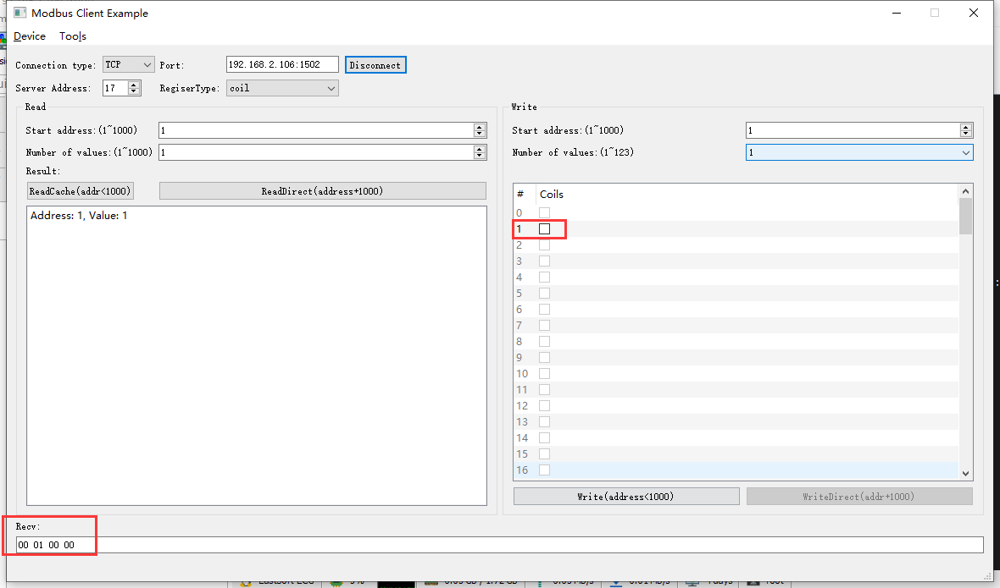 Modbus Client Example
Device Tools
Connection type: TCP Port: 192.168.2.106:1502 Disconnect
Server Address: 17 RegiserType: coil
Read
Start address:(1~1000) 1
Number of values:(1~1000) 1
Result:
ReadCache(addr<1000) ReadDirect(address+1000)
Address: 1, Value: 1
Write
Start address:(1~1000) 1
Number of values:(1~123) 1
# Coils
0
1
2
3
4
5
6
7
8
9
10
11
12
13
14
15
16
Write(address<1000) WriteDirect(addr+1000)
Recv:
00 01 00 00